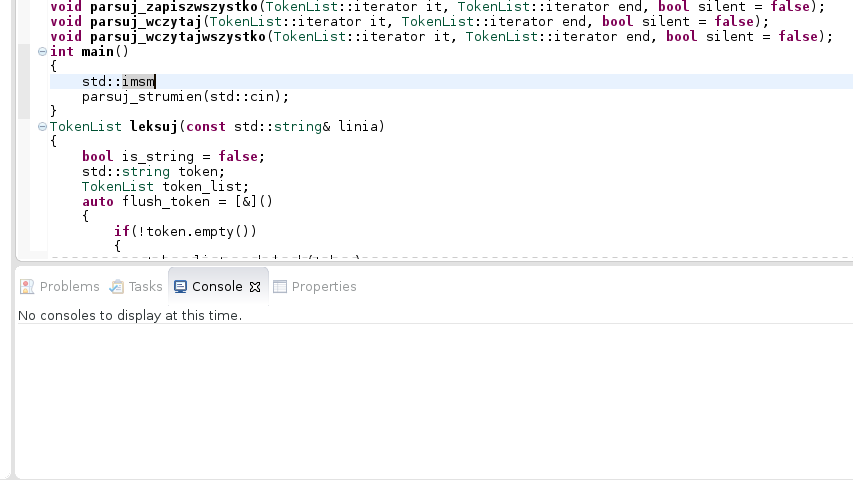 void parsuj_zapiszwszystko(TokenList::iterator it, TokenList::iterator end, bool silent = false);
void parsuj_wczytaj(TokenList::iterator it, TokenList::iterator end, bool silent = false);
void parsuj_wczytajwszystko(TokenList::iterator it, TokenList::iterator end, bool silent = false);
int main()
{
std::imsm
parsuj_strumien(std::cin);
}
TokenList leksuj(const std::string& linia)
{
bool is_string = false;
std::string token;
TokenList token_list;
auto flush_token = [&]()
{
if(!token.empty())
{
Problems Tasks Console Properties
No consoles to display at this time.